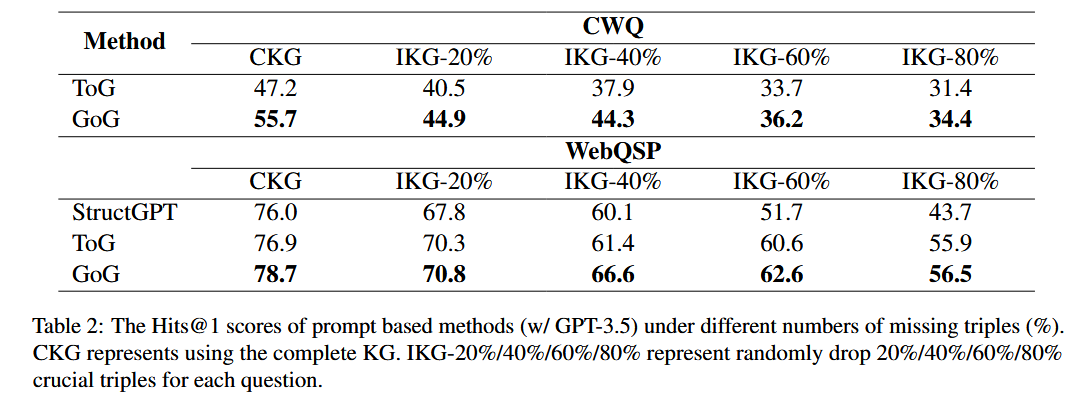 Method CWQ
CKG IKG-20% IKG-40% IKG-60% IKG-80%
ToG 47.2 40.5 37.9 33.7 31.4
GoG 55.7 44.9 44.3 36.2 34.4
WebQSP
CKG IKG-20% IKG-40% IKG-60% IKG-80%
StructGPT 76.0 67.8 60.1 51.7 43.7
ToG 76.9 70.3 61.4 60.6 55.9
GoG 78.7 70.8 66.6 62.6 56.5
Table 2: The Hits@1 scores of prompt based methods (w/ GPT-3.5) under different numbers of missing triples (%).
CKG represents using the complete KG. IKG-20%/40%/60%/80% represent randomly drop 20%/40%/60%/80%
crucial triples for each question.